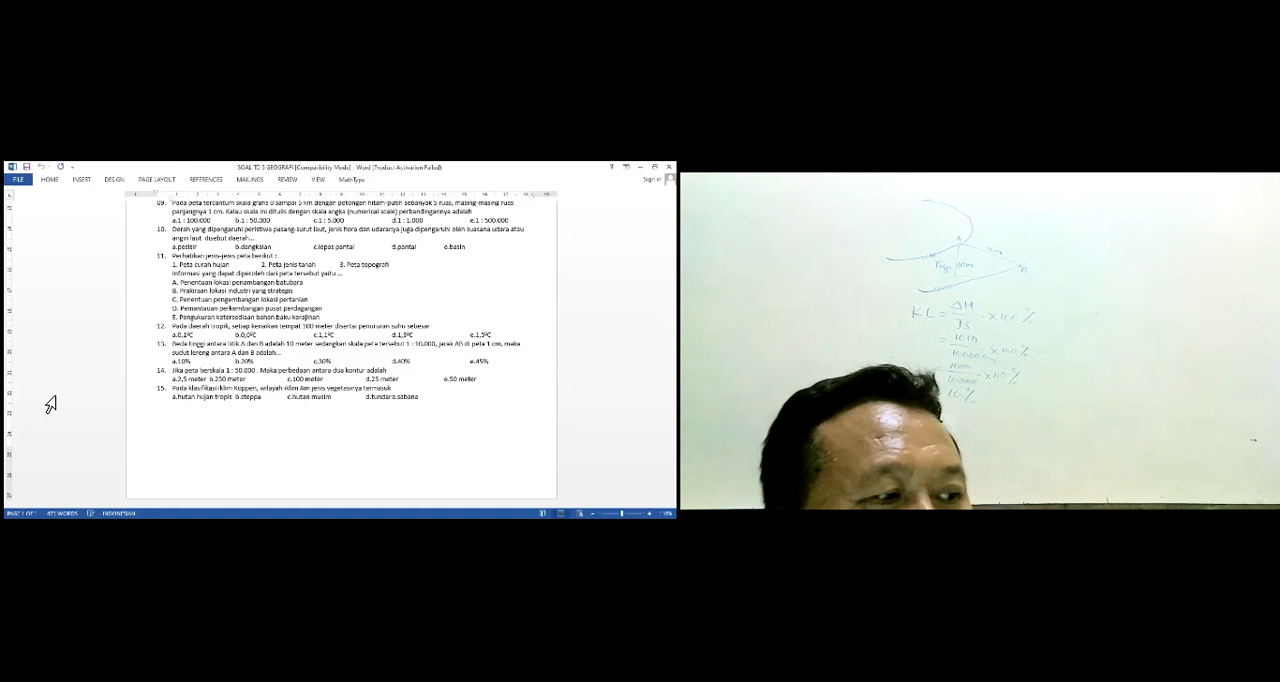 SOAL TO 5 GEOGRAFI [Compatibility Mode] - Word (Product Activation Failed)
FILE HOME INSERT DESIGN PAGE LAYOUT REFERENCES MAILINGS REVIEW VIEW MathType Sign in
09. Pada peta tercantum skala grafis 0 sampai 5 km dengan potongan hitam-putih sebanyak 5 ruas, masing-masing ruas
panjangnya 1 cm. Kalau skala ini ditulis dengan skala angka (numerical scale) perbandingannya adalah
a.1 : 100.000 b.1 : 50.000 c.1 : 5.000 d.1 : 1.000 e.1 : 500.000
10. Derah yang dipengaruhi peristiwa pasang-surut laut, jenis flora dan udaranya juga dipengaruhi oleh suasana udara atau
angin laut disebut daerah...
a.pesisir b.dangkalan c.lepas pantai d.pantai e.basin
11. Perhatikan jenis-jenis peta berikut :
1. Peta curah hujan 2. Peta jenis tanah 3. Peta topografi
Informasi yang dapat diperoleh dari peta tersebut yaitu ...
A. Penentuan lokasi penambangan batubara
B. Prakiraan lokasi industri yang strategis
C. Penentuan pengembangan lokasi pertanian
D. Pemantauan perkembangan pusat perdagangan
E. Pengukuran ketersediaan bahan baku kerajinan
12. Pada daerah tropik, setiap kenaikan tempat 100 meter disertai penurunan suhu sebesar
a.0,1⁰C b.0,6⁰C c.1,1⁰C d.1,3⁰C e.1,5⁰C
13. Beda tinggi antara titik A dan B adalah 10 meter sedangkan skala peta tersebut 1 : 10.000, jarak AB di peta 1 cm, maka
sudut lereng antara A dan B adalah...
a.10% b.20% c.30% d.40% e.45%
14. Jika peta berskala 1 : 50.000 . Maka perbedaan antara dua kontur adalah
a.2,5 meter b.250 meter c.100 meter d.25 meter e.50 meter
15. Pada klasifikasi iklim Koppen, wilayah iklim Am jenis vegetasinya termasuk
a.hutan hujan tropis b.steppa c.hutan musim d.tundar e.sabana
PAGE 1 OF 1 473 WORDS INDONESIAN
A
B
KL = ΔH × 100 %
JS
= 10 m × 100 %
10000 cm
= 1000 × 100 %
10.000
= 10 %